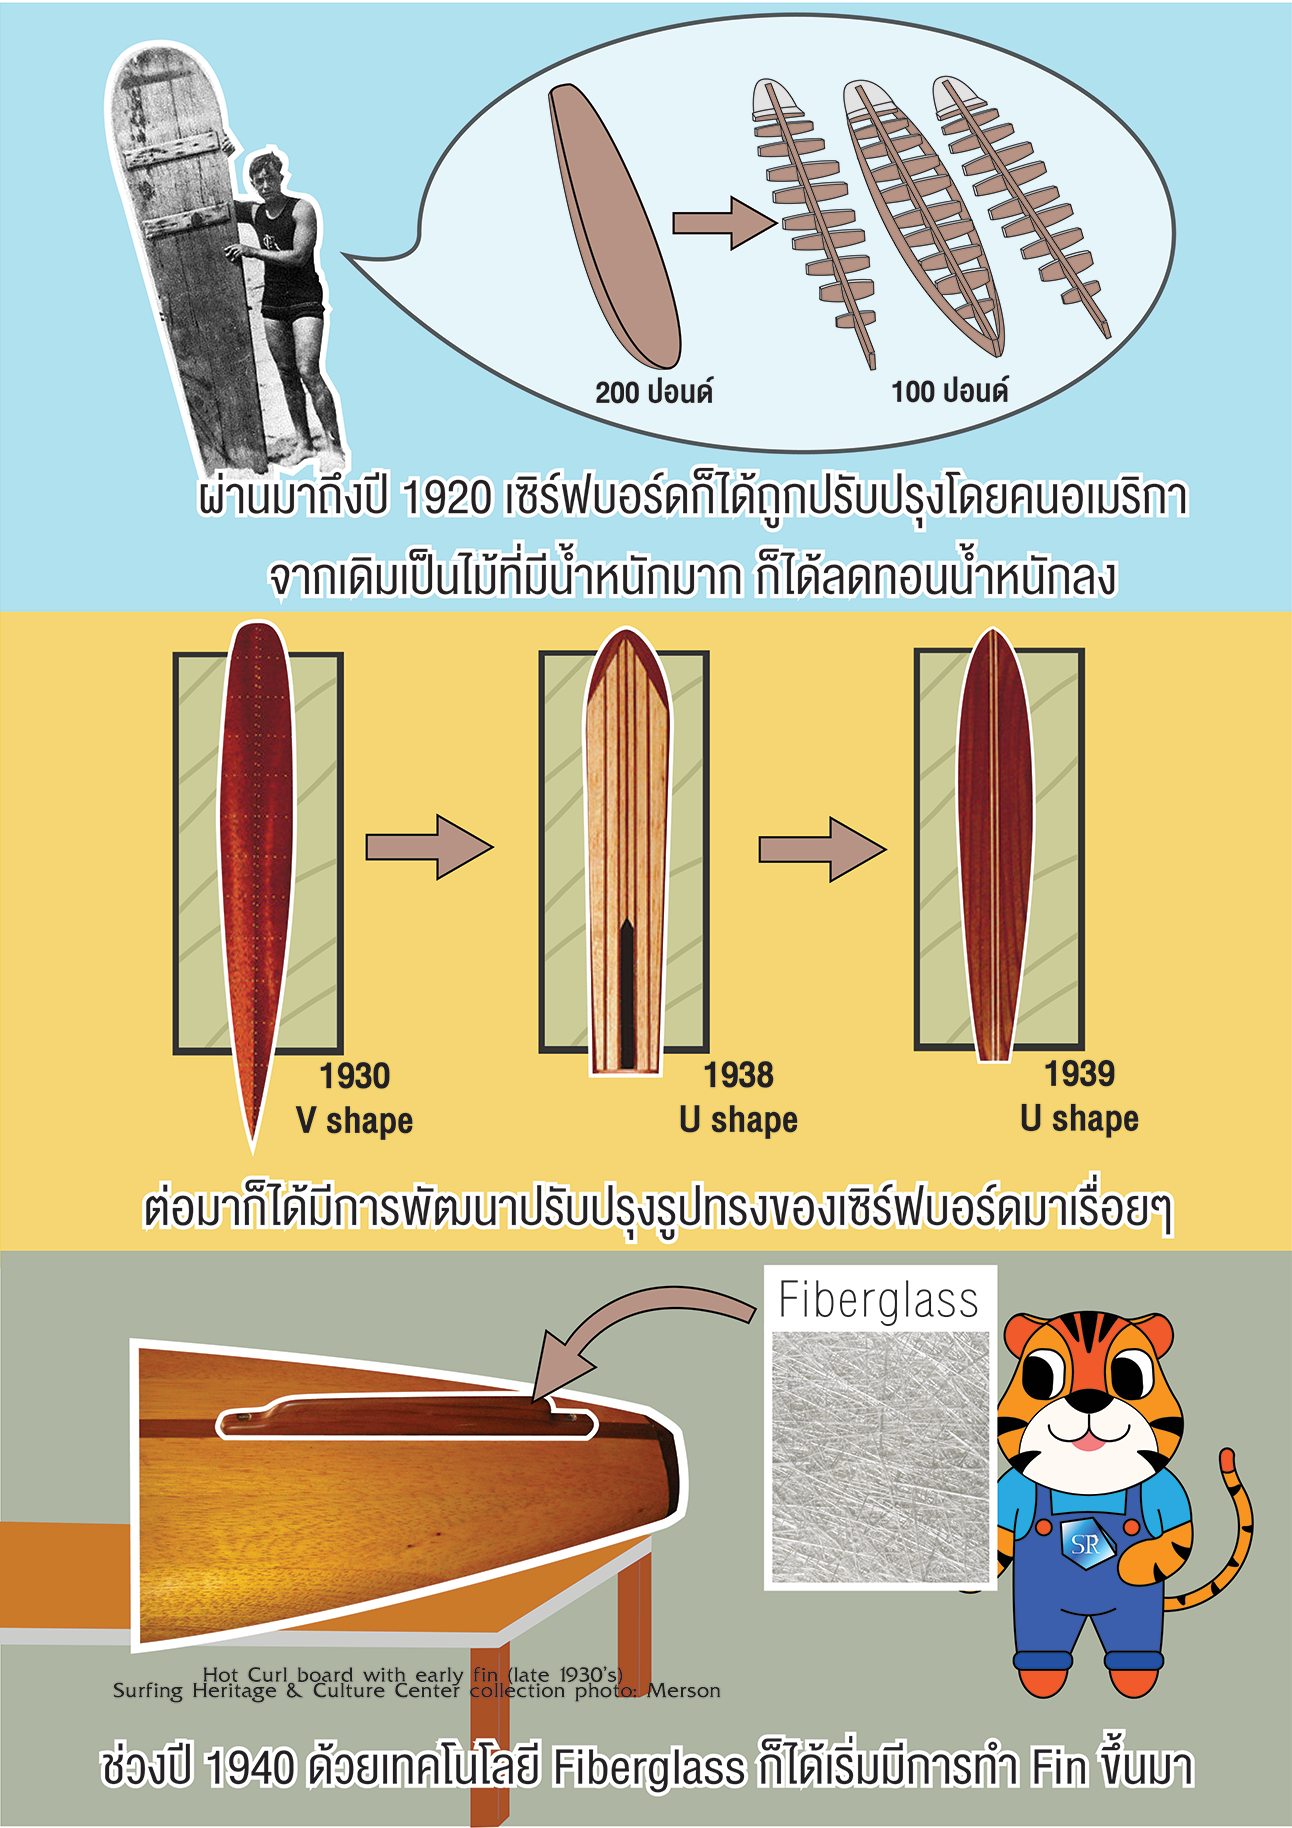 200 ปอนด์
100 ปอนด์
ผ่านมาถึงปี 1920 เซิร์ฟบอร์ดก็ได้ถูกปรับปรุงโดยคนอเมริกา
จากเดิมเป็นไม้ที่มีน้ำหนักมาก ก็ได้ลดทอนน้ำหนักลง
1930
V shape
1938
U shape
1939
U shape
ต่อมาก็ได้มีการพัฒนาปรับปรุงรูปทรงของเซิร์ฟบอร์ดมาเรื่อยๆ
Fiberglass
SR
Hot Curl board with early fin (late 1930's)
Surfing Heritage & Culture Center collection photo: Merson
ช่วงปี 1940 ด้วยเทคโนโลยี Fiberglass ก็ได้เริ่มมีการทำ Fin ขึ้นมา